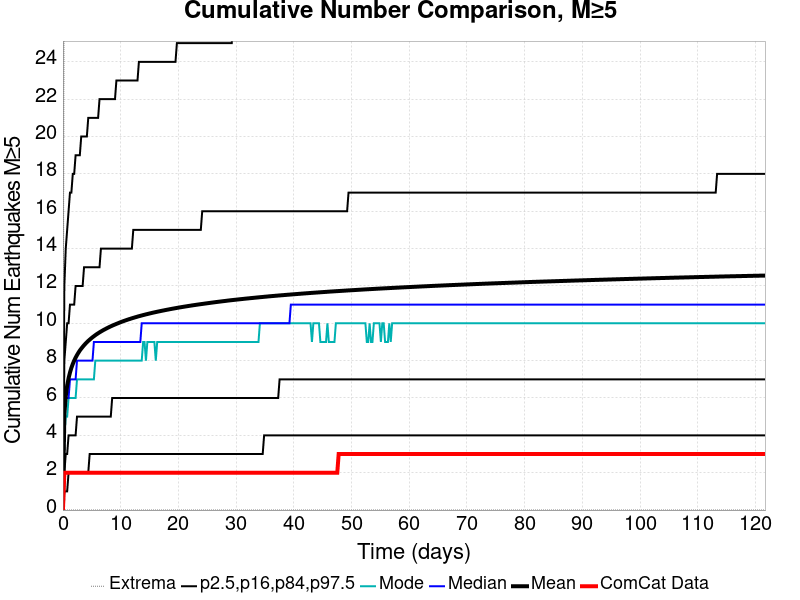 Cumulative Number Comparison, M≥5
Cumulative Num Earthquakes M≥5
24
22
20
18
16
14
12
10
8
6
4
2
0
0 10 20 30 40 50 60 70 80 90 100 110 120
Time (days)
Extrema p2.5,p16,p84,p97.5 Mode Median Mean ComCat Data